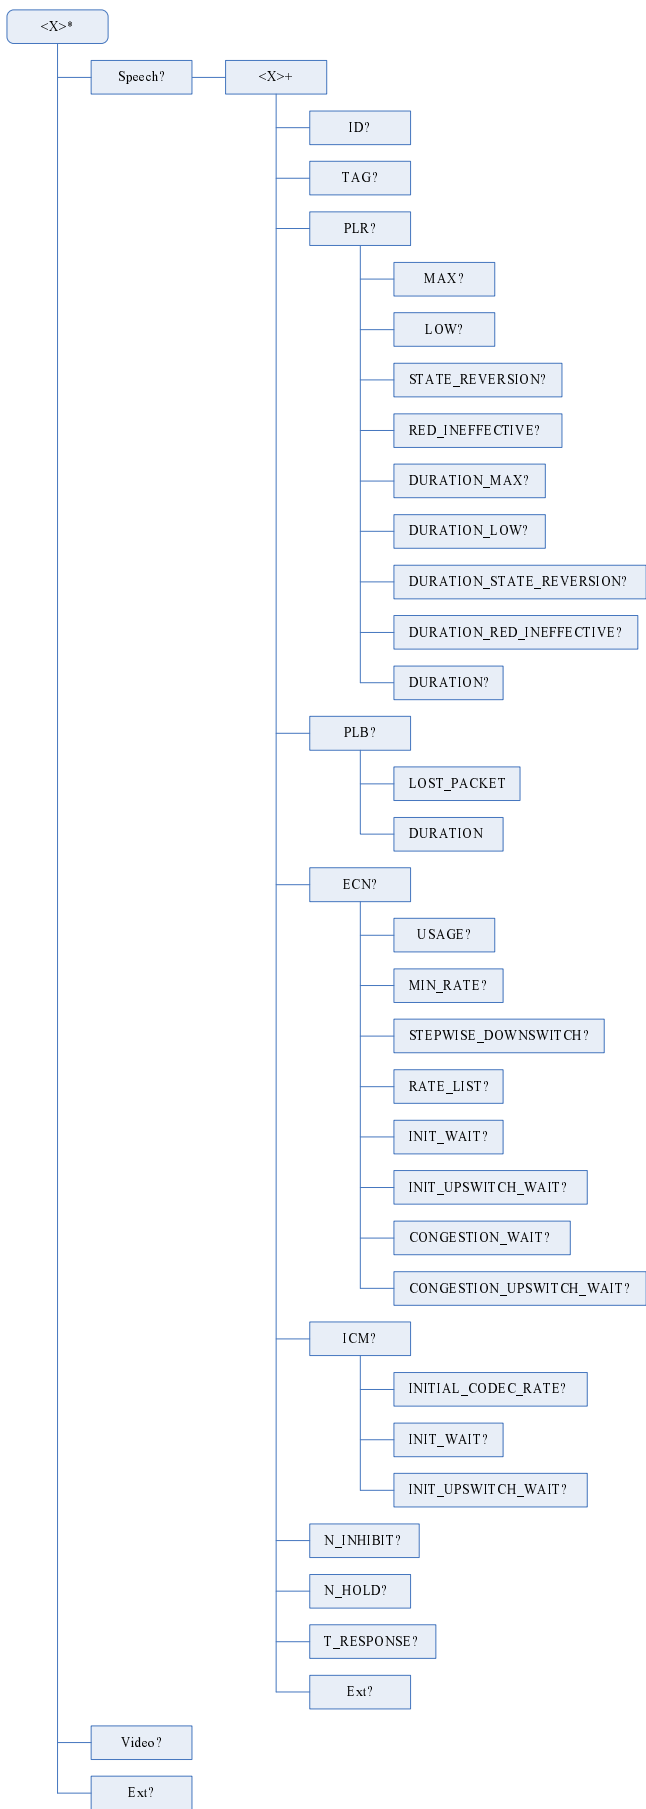 <X>*
Speech?
<X>+
ID?
TAG?
PLR?
MAX?
LOW?
STATE_REVERSION?
RED_INEFFECTIVE?
DURATION_MAX?
DURATION_LOW?
DURATION_STATE_REVERSION?
DURATION_RED_INEFFECTIVE?
DURATION?
PLB?
LOST_PACKET
DURATION
ECN?
USAGE?
MIN_RATE?
STEPWISE_DOWNSWITCH?
RATE_LIST?
INIT_WAIT?
INIT_UPSWITCH_WAIT?
CONGESTION_WAIT?
CONGESTION_UPSWITCH_WAIT?
ICM?
INITIAL_CODEC_RATE?
INIT_WAIT?
INIT_UPSWITCH_WAIT?
N_INHIBIT?
N_HOLD?
T_RESPONSE?
Ext?
Video?
Ext?